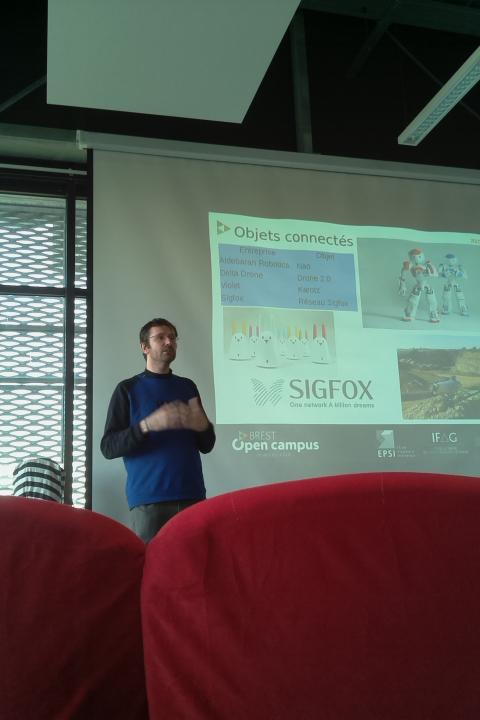 Objets connectés
Entreprise Objet
Aldebaran Robotics Nao
Delta Drone Drone 2.0
Violet Karotz
Sigfox Réseau Sigfox
SIGFOX
One network A billion dreams
BREST
Open campus
EPSI
IFAG